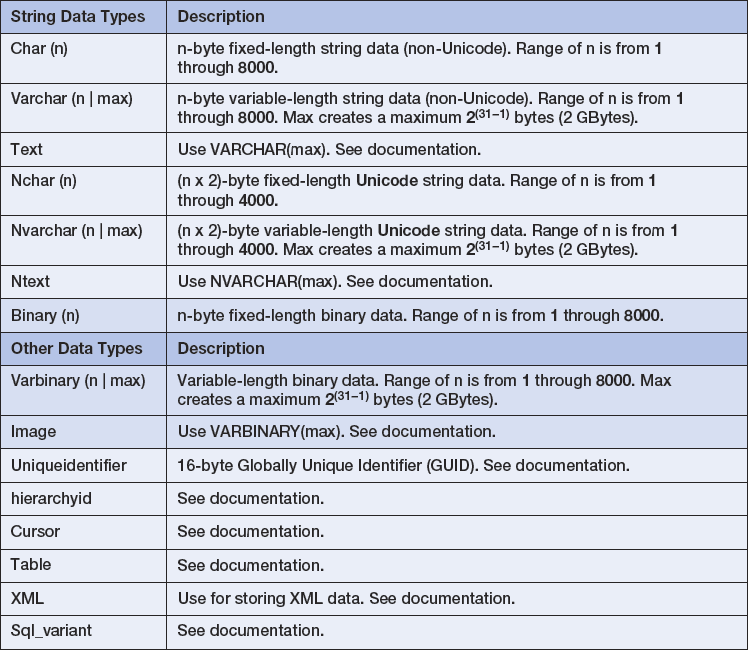 String Data Types Description
Char (n) n-byte fixed-length string data (non-Unicode). Range of n is from 1
through 8000.
Varchar (n | max) n-byte variable-length string data (non-Unicode). Range of n is from 1
through 8000. Max creates a maximum 2⁽³¹⁻¹⁾ bytes (2 GBytes).
Text Use VARCHAR(max). See documentation.
Nchar (n) (n x 2)-byte fixed-length Unicode string data. Range of n is from 1
through 4000.
Nvarchar (n | max) (n x 2)-byte variable-length Unicode string data. Range of n is from 1
through 4000. Max creates a maximum 2⁽³¹⁻¹⁾ bytes (2 GBytes).
Ntext Use NVARCHAR(max). See documentation.
Binary (n) n-byte fixed-length binary data. Range of n is from 1 through 8000.
Other Data Types Description
Varbinary (n | max) Variable-length binary data. Range of n is from 1 through 8000. Max
creates a maximum 2⁽³¹⁻¹⁾ bytes (2 GBytes).
Image Use VARBINARY(max). See documentation.
Uniqueidentifier 16-byte Globally Unique Identifier (GUID). See documentation.
hierarchyid See documentation.
Cursor See documentation.
Table See documentation.
XML Use for storing XML data. See documentation.
Sql_variant See documentation.